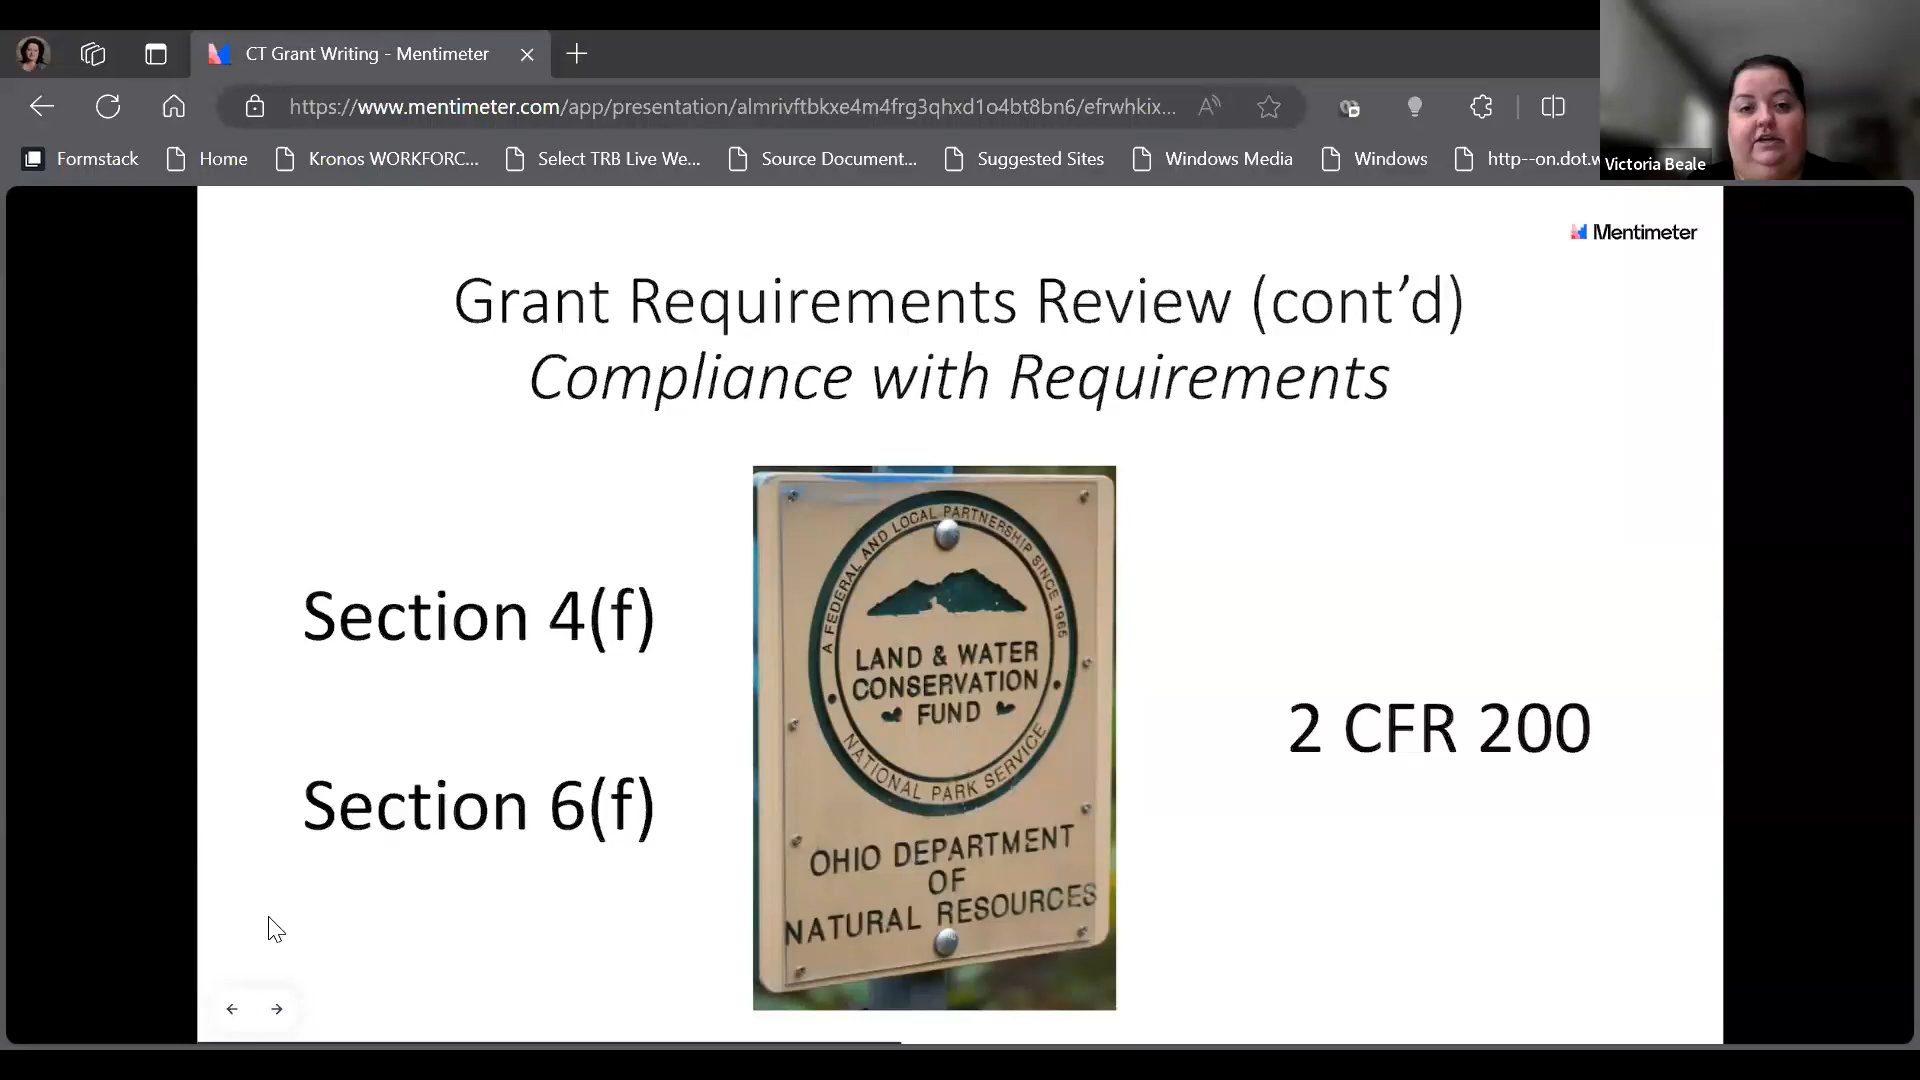 CT Grant Writing - Mentimeter
https://www.mentimeter.com/app/presentation/almrivftbkxe4m4frg3qhxd1o4bt8bn6/efrwhkix...
Formstack
Home
Kronos WORKFORC...
Select TRB Live We...
Source Document...
Suggested Sites
Windows Media
Windows
http--on.dot.w
Victoria Beale
Mentimeter
Grant Requirements Review (cont’d)
Compliance with Requirements
Section 4(f)
Section 6(f)
A FEDERAL AND LOCAL PARTNERSHIP SINCE 1965
LAND & WATER
CONSERVATION
FUND
NATIONAL PARK SERVICE
OHIO DEPARTMENT
OF
NATURAL RESOURCES
2 CFR 200